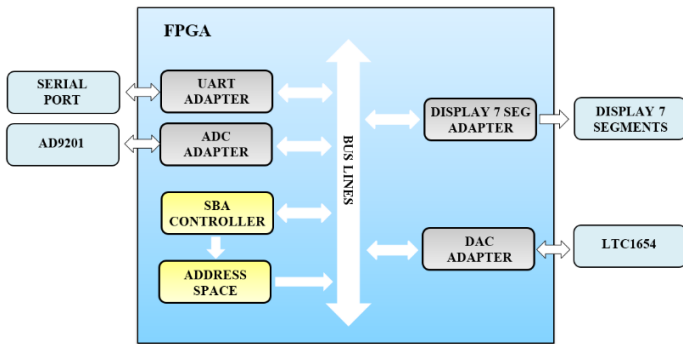 FPGA
SERIAL
PORT
UART
ADAPTER
AD9201
ADC
ADAPTER
SBA
CONTROLLER
ADDRESS
SPACE
BUS LINES
DISPLAY 7 SEG
ADAPTER
DISPLAY 7
SEGMENTS
DAC
ADAPTER
LTC1654